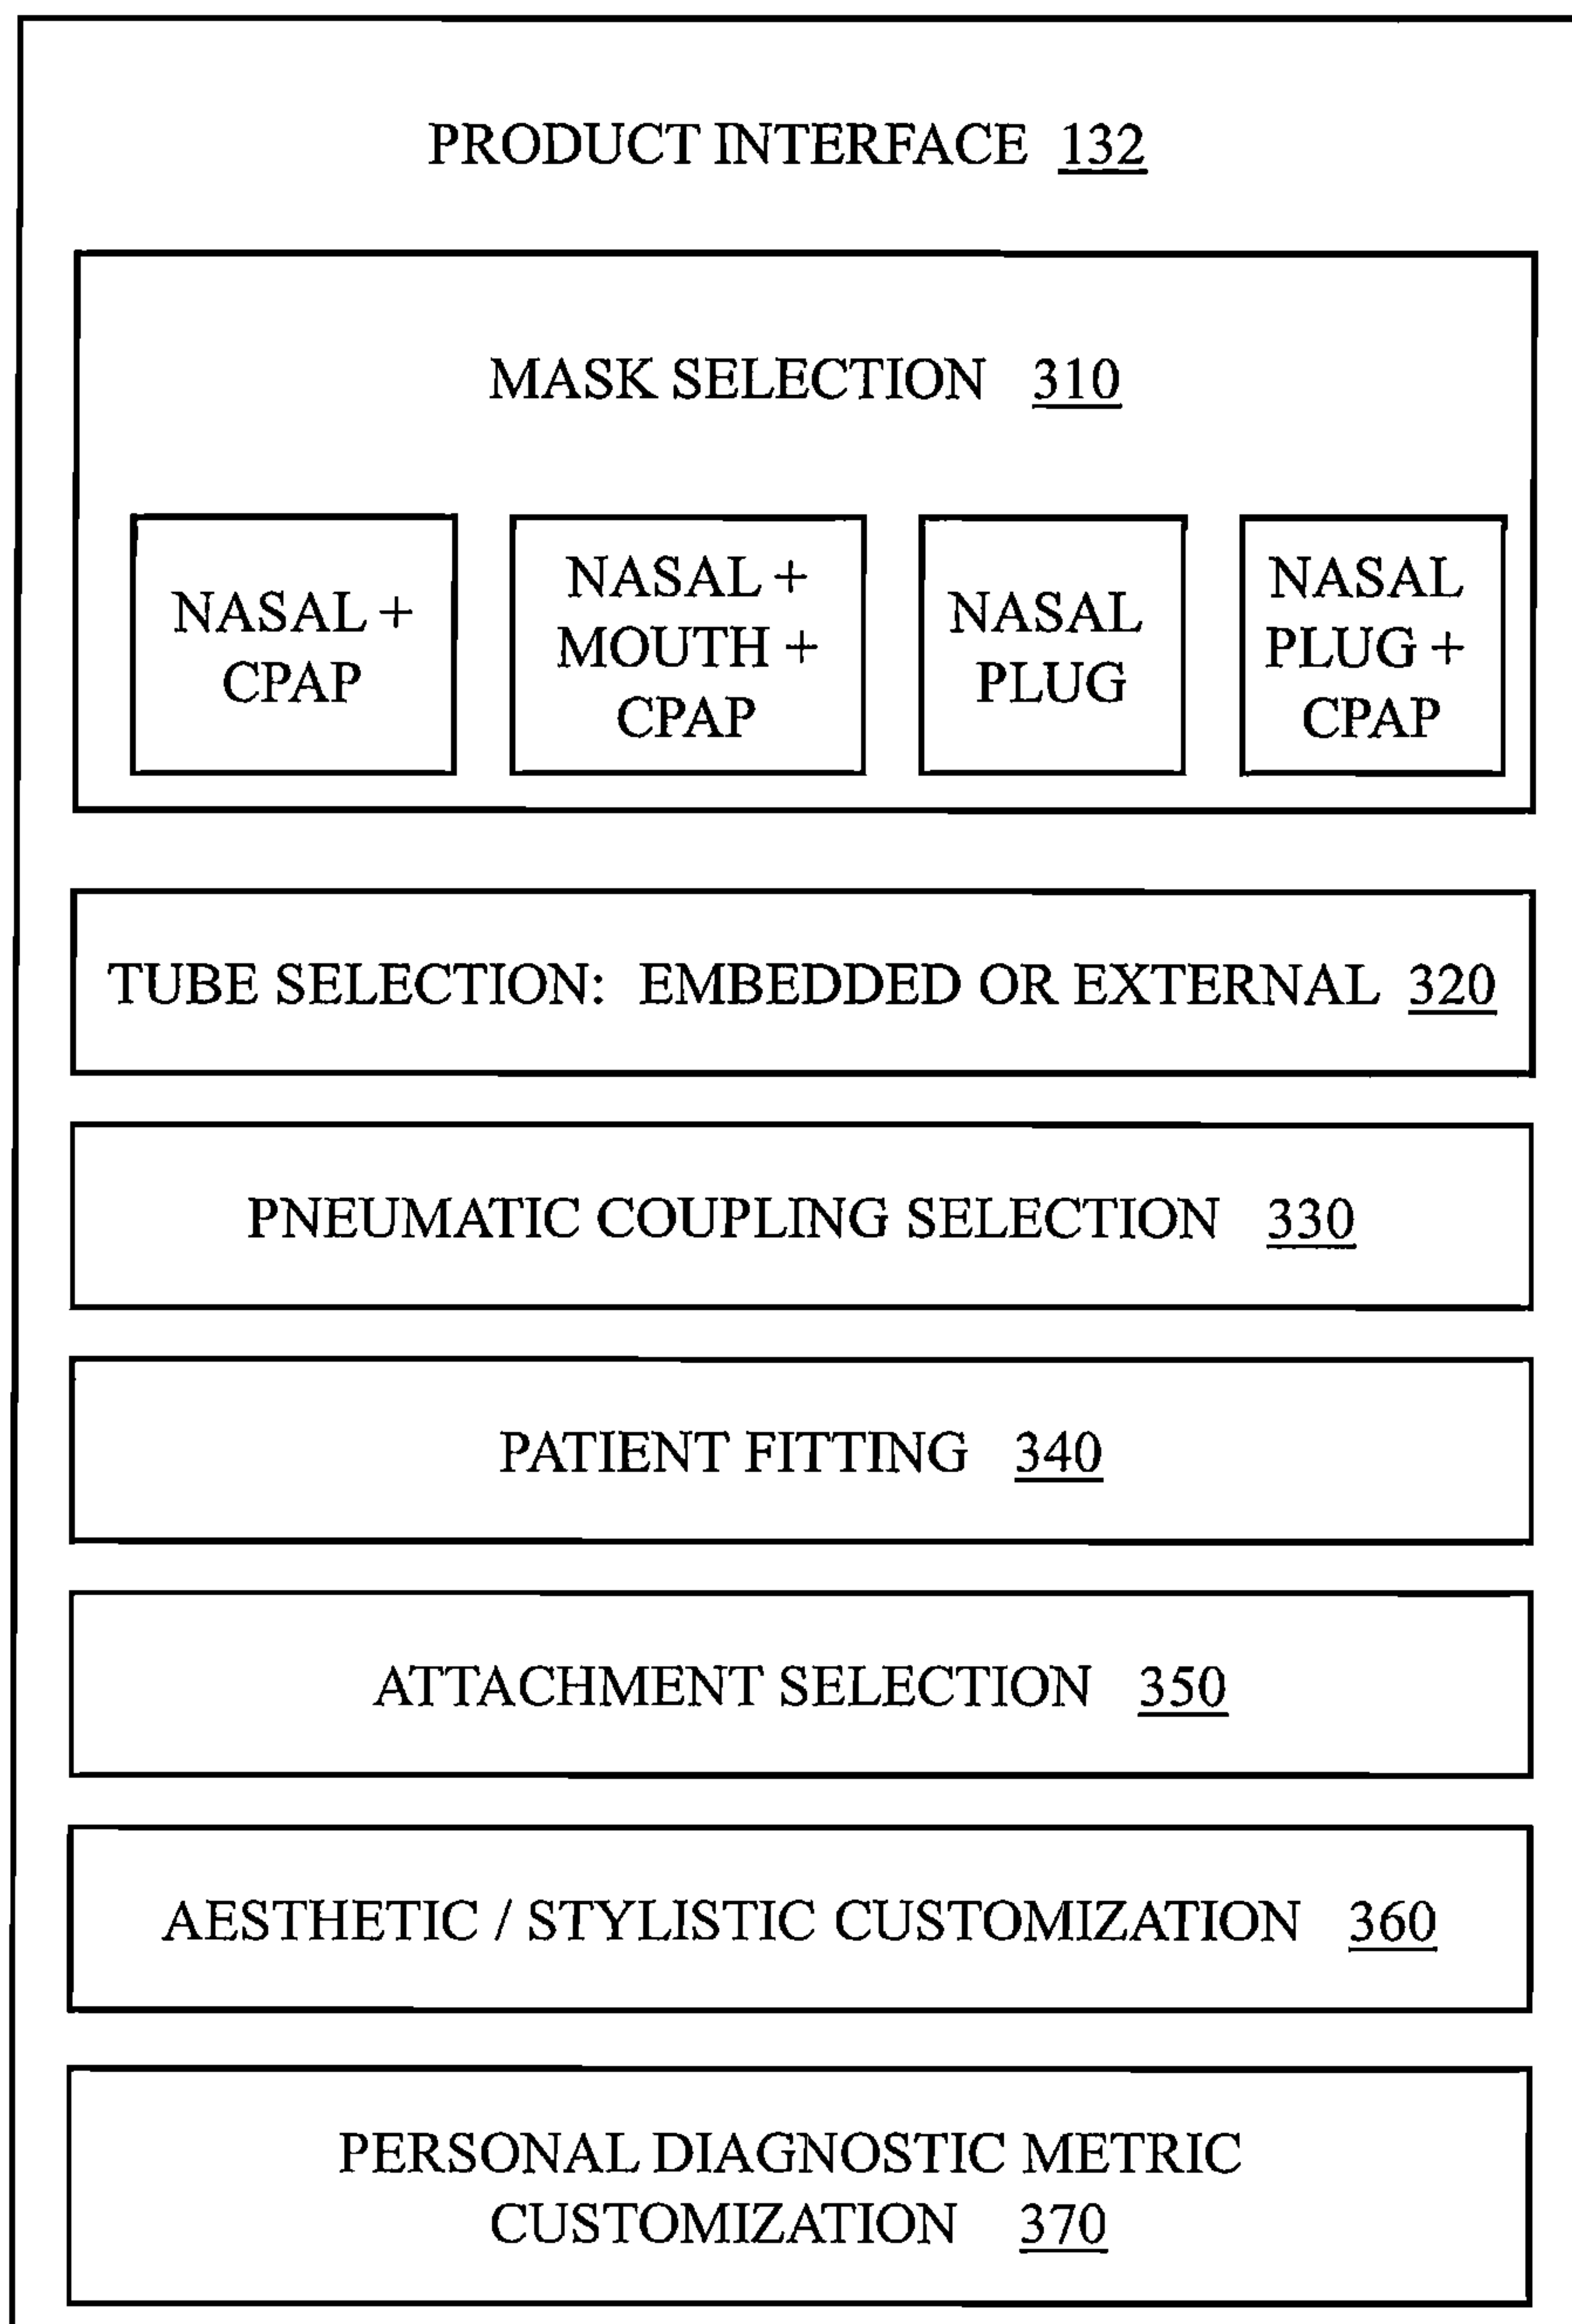 PRODUCT INTERFACE 132
MASK SELECTION 310
NASAL +
CPAP
NASAL +
MOUTH +
CPAP
NASAL
PLUG
NASAL
PLUG +
CPAP
TUBE SELECTION: EMBEDDED OR EXTERNAL 320
PNEUMATIC COUPLING SELECTION 330
PATIENT FITTING 340
ATTACHMENT SELECTION 350
AESTHETIC / STYLISTIC CUSTOMIZATION 360
PERSONAL DIAGNOSTIC METRIC
CUSTOMIZATION 370